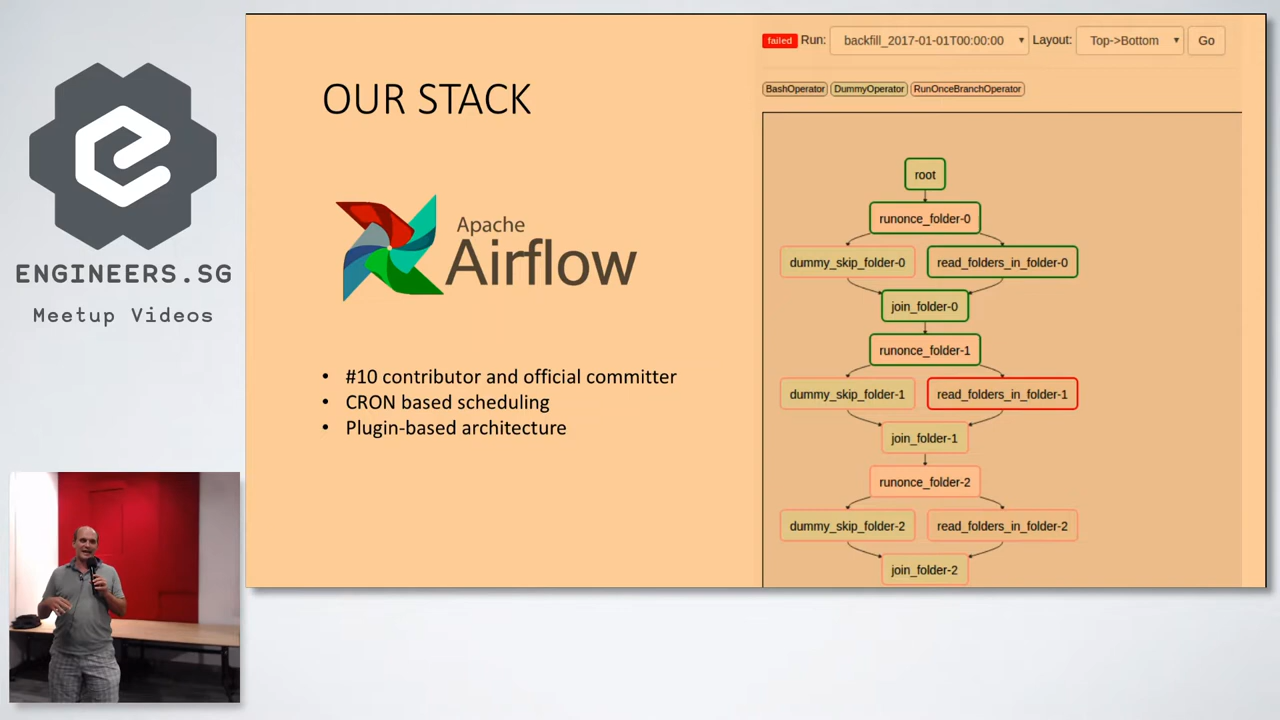 ENGINEERS.SG
Meetup Videos
OUR STACK
Apache
Airflow
• #10 contributor and official committer
• CRON based scheduling
• Plugin-based architecture
failed Run: backfill_2017-01-01T00:00:00 Layout: Top->Bottom Go
BashOperator DummyOperator RunOnceBranchOperator
root
runonce_folder-0
dummy_skip_folder-0 read_folders_in_folder-0
join_folder-0
runonce_folder-1
dummy_skip_folder-1 read_folders_in_folder-1
join_folder-1
runonce_folder-2
dummy_skip_folder-2 read_folders_in_folder-2
join_folder-2